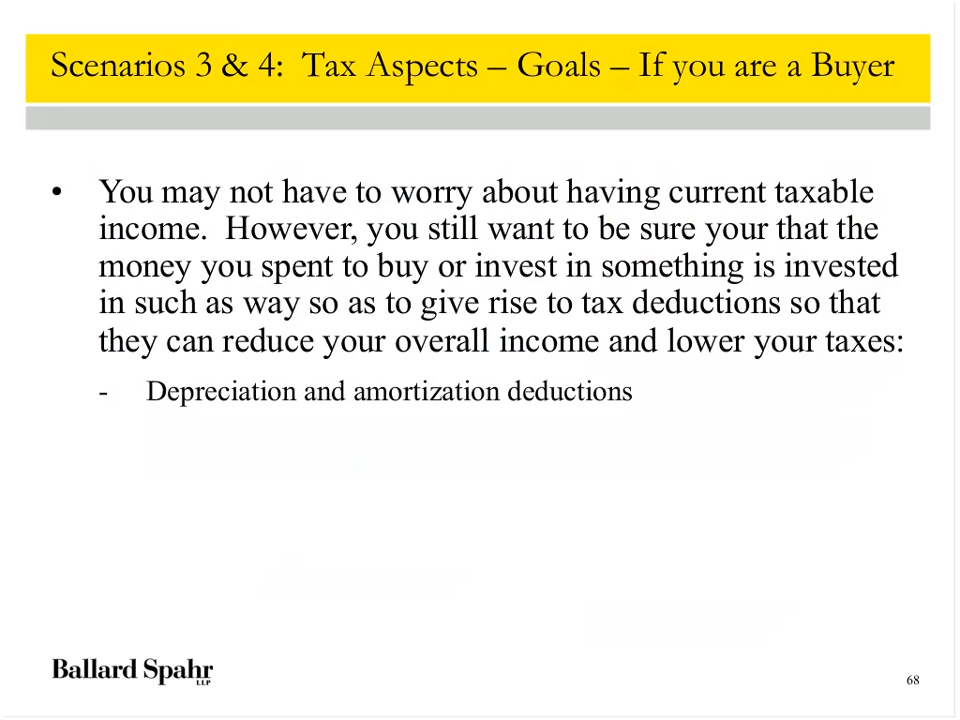 Scenarios 3 & 4:  Tax Aspects – Goals – If you are a Buyer
• You may not have to worry about having current taxable
income.  However, you still want to be sure your that the
money you spent to buy or invest in something is invested
in such as way so as to give rise to tax deductions so that
they can reduce your overall income and lower your taxes:
- Depreciation and amortization deductions
Ballard Spahr
LLP
68